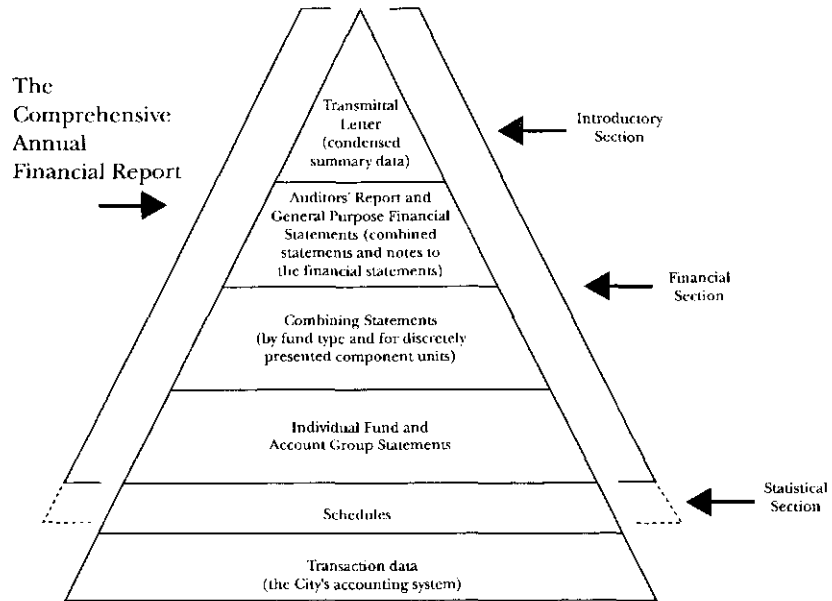 The
Comprehensive
Annual
Financial Report
Transmittal
Letter
(condensed
summary data)
Introductory
Section
Auditors' Report and
General Purpose Financial
Statements (combined
statements and notes to
the financial statements)
Financial
Section
Combining Statements
(by fund type and for discretely
presented component units)
Individual Fund and
Account Group Statements
Statistical
Section
Schedules
Transaction data
(the City's accounting system)